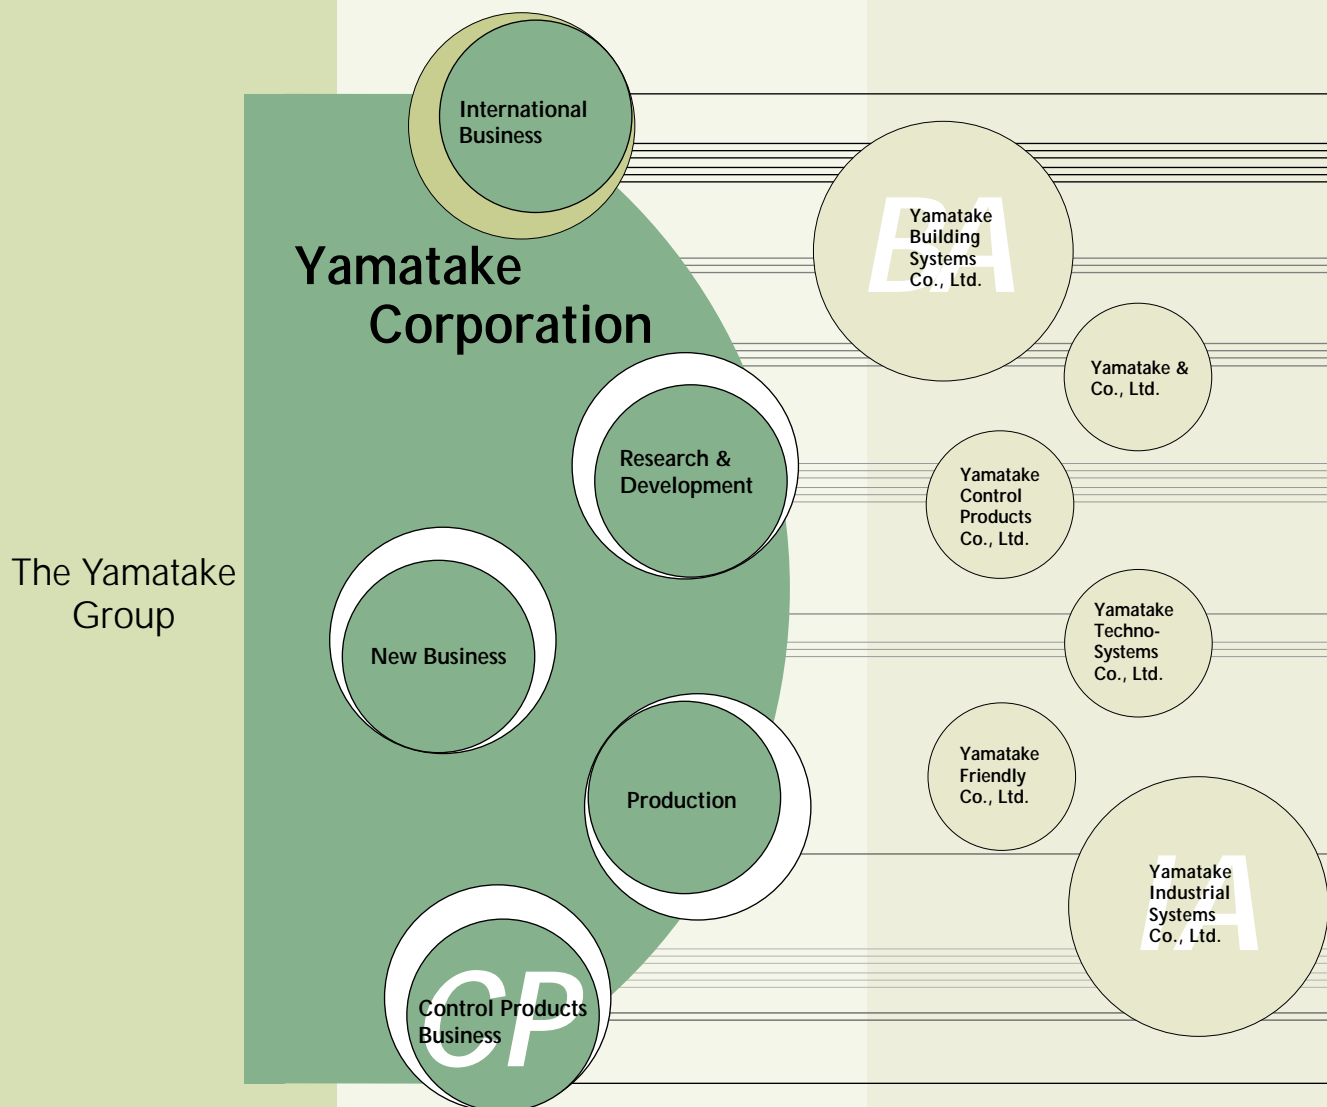 International
Business
Yamatake
Corporation
Research &
Development
The Yamatake
Group
New Business
Production
CP
Control Products
Business
BA
Yamatake
Building
Systems
Co., Ltd.
Yamatake &
Co., Ltd.
Yamatake
Control
Products
Co., Ltd.
Yamatake
Techno-
Systems
Co., Ltd.
Yamatake
Friendly
Co., Ltd.
IA
Yamatake
Industrial
Systems
Co., Ltd.